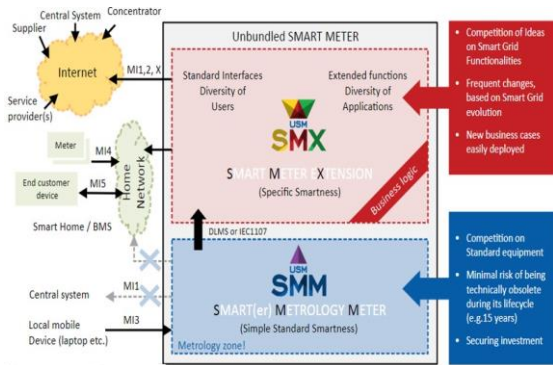 Central System
Concentrator
Supplier
Internet
Service
provider(s)
MI1,2, X
Meter
MI4
End customer
device
MI5
Home
Network
Smart Home / BMS
Central system
MI1
Local mobile
Device (laptop etc.)
MI3
Unbundled SMART METER
Standard Interfaces
Diversity of
Users
Extended functions
Diversity
of
Applications
USM
SMX
SMART METER EXTENSION
(Specific Smartness)
Business logic
DLMS or IEC1107
USM
SMM
SMART(er) METROLOGY METER
(Simple Standard Smartness)
Metrology zone!
• Competition of Ideas
on Smart Grid
Functionalities
• Frequent changes,
based on Smart Grid
evolution
• New business cases
easily deployed
• Competition on
Standard equipment
• Minimal risk of being
technically obsolete
during its lifecycle
(e.g.15 years)
• Securing investment